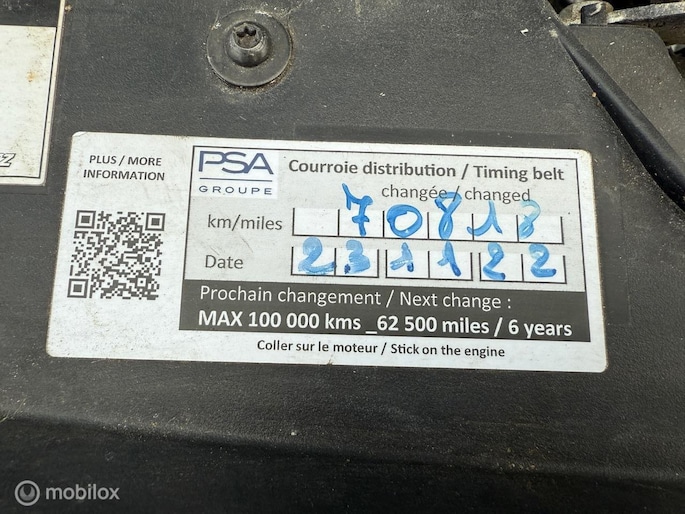 Z
PLUS / MORE
INFORMATION
PSA
GROUPE
Courroie distribution / Timing belt
changée / changed
km/miles 70818
Date 231122
Prochain changement / Next change :
MAX 100 000 kms _62 500 miles / 6 years
Coller sur le moteur / Stick on the engine
mobilox